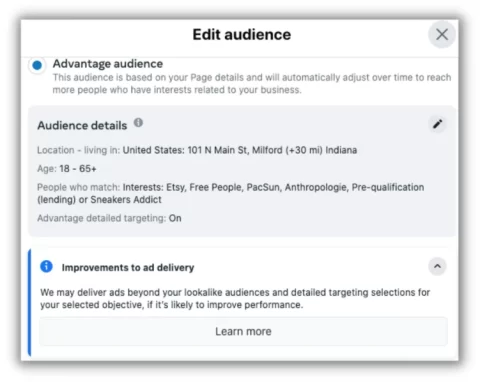 Edit audience
Advantage audience
This audience is based on your Page details and will automatically adjust over time to reach
more people who have interests related to your business.
Audience details
Location - living in: United States: 101 N Main St, Milford (+30 mi) Indiana
Age: 18 - 65+
People who match: Interests: Etsy, Free People, PacSun, Anthropologie, Pre-qualification
(lending) or Sneakers Addict
Advantage detailed targeting: On
Improvements to ad delivery
We may deliver ads beyond your lookalike audiences and detailed targeting selections for
your selected objective, if it's likely to improve performance.
Learn more